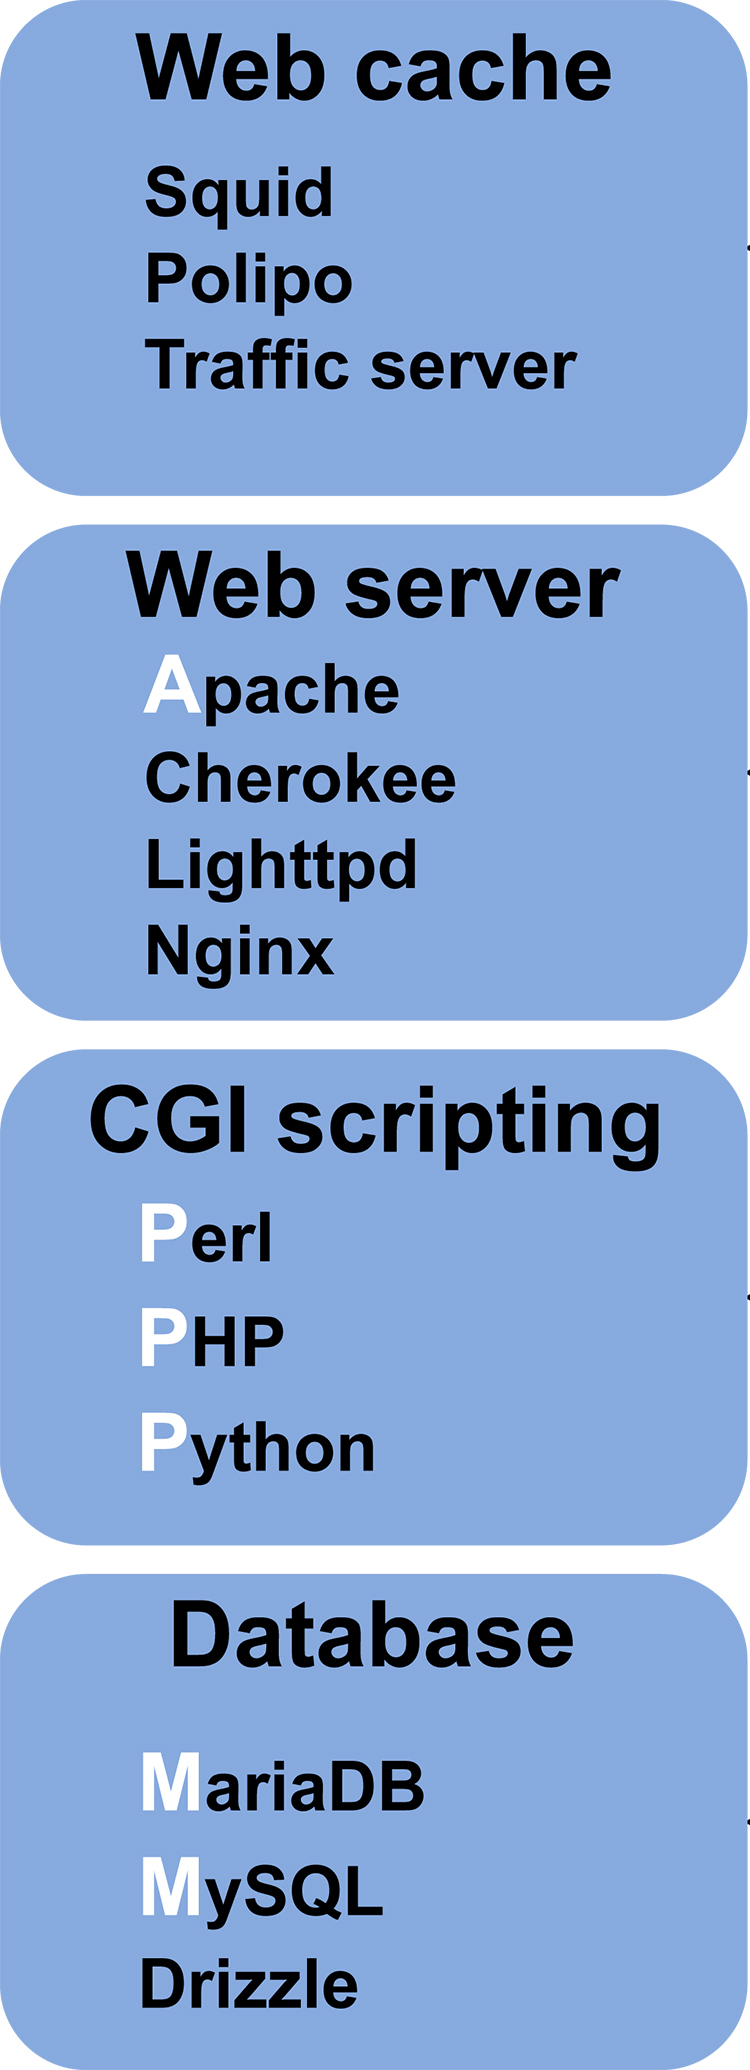 Web cache
Squid
Polipo
Traffic server
Web server
Apache
Cherokee
Lighttpd
Nginx
CGI scripting
Perl
PHP
Python
Database
MariaDB
MySQL
Drizzle